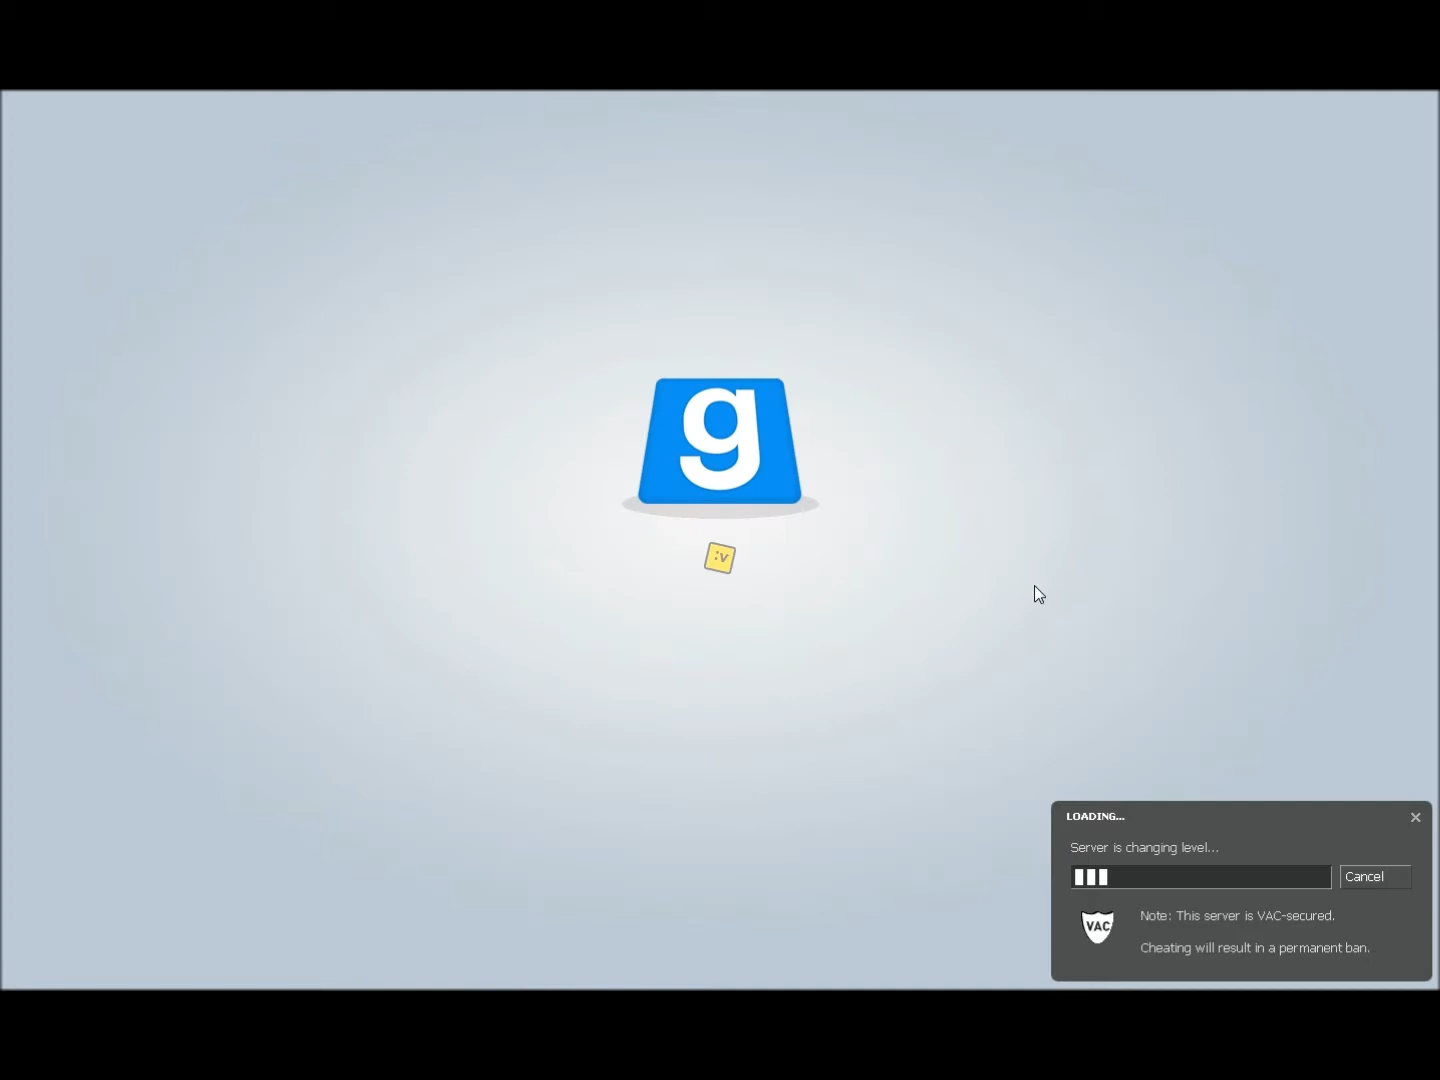 g
:v
LOADING...
Server is changing level...
Cancel
VAC
Note: This server is VAC-secured.
Cheating will result in a permanent ban.